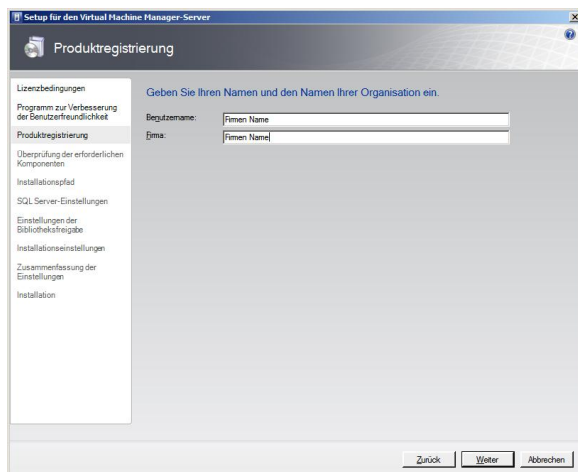 Setup für den Virtual Machine Manager-Server
Produktregistrierung
Lizenzbedingungen
Programm zur Verbesserung
der Benutzerfreundlichkeit
Produktregistrierung
Überprüfung der erforderlichen
Komponenten
Installationspfad
SQL Server-Einstellungen
Einstellungen der
Bibliotheksfreigabe
Installationseinstellungen
Zusammenfassung der
Einstellungen
Installation
Geben Sie Ihren Namen und den Namen Ihrer Organisation ein.
Benutzername:
Firmen Name
Firma:
Firmen Name
Zurück
Weiter
Abbrechen